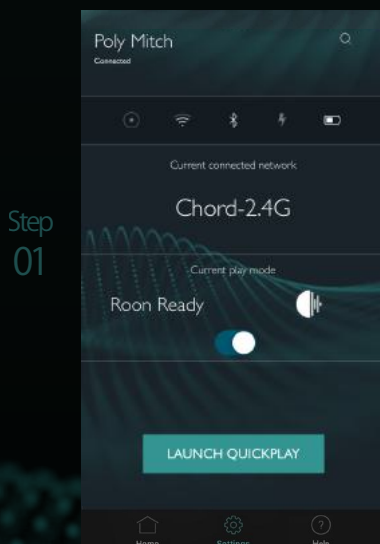 Poly Mitch
Connected
Current connected network
Chord-2.4G
Step
01
Current play mode
Roon Ready
LAUNCH QUICKPLAY
Home
Settings
Help